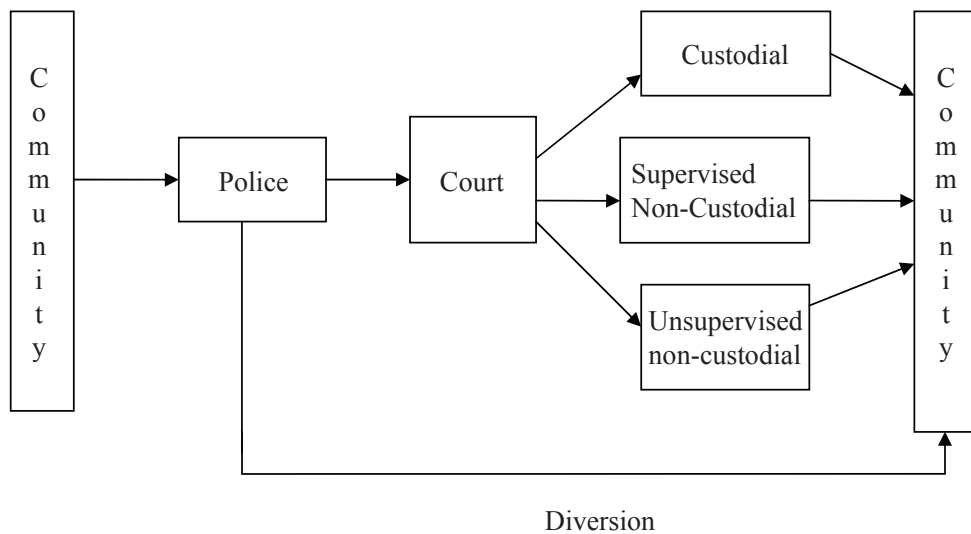 Community
Police
Court
Custodial
Supervised
Non-Custodial
Unsupervised
non-custodial
Community
Diversion